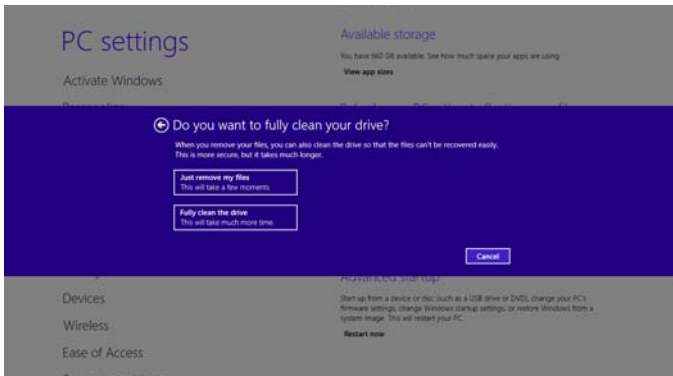 PC settings
Activate Windows
Available storage
You have 660 GB available. See how much space your apps are using.
View app sizes
Do you want to fully clean your drive?
When you remove your files, you can also clean the drive so that the files can't be recovered easily.
This is more secure, but it takes much longer.
Just remove my files
This will take a few moments.
Fully clean the drive
This will take much more time.
Cancel
Devices
Wireless
Ease of Access
Advanced startup
Start up from a device or disc (such as a USB drive or DVD), change your PC's
firmware settings, change Windows startup settings, or restore Windows from a
system image. This will restart your PC.
Restart now